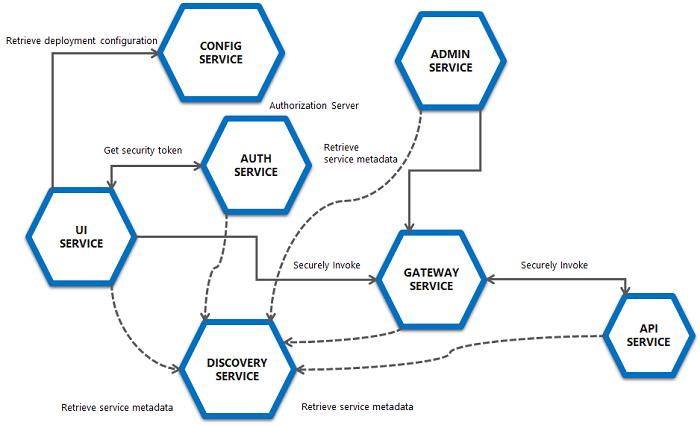 Retrieve deployment configuration
CONFIG
SERVICE
ADMIN
SERVICE
Authorization Server
Get security token
AUTH
SERVICE
Retrieve
service metadata
UI
SERVICE
Securely Invoke
GATEWAY
SERVICE
Securely Invoke
API
SERVICE
DISCOVERY
SERVICE
Retrieve service metadata
Retrieve service metadata